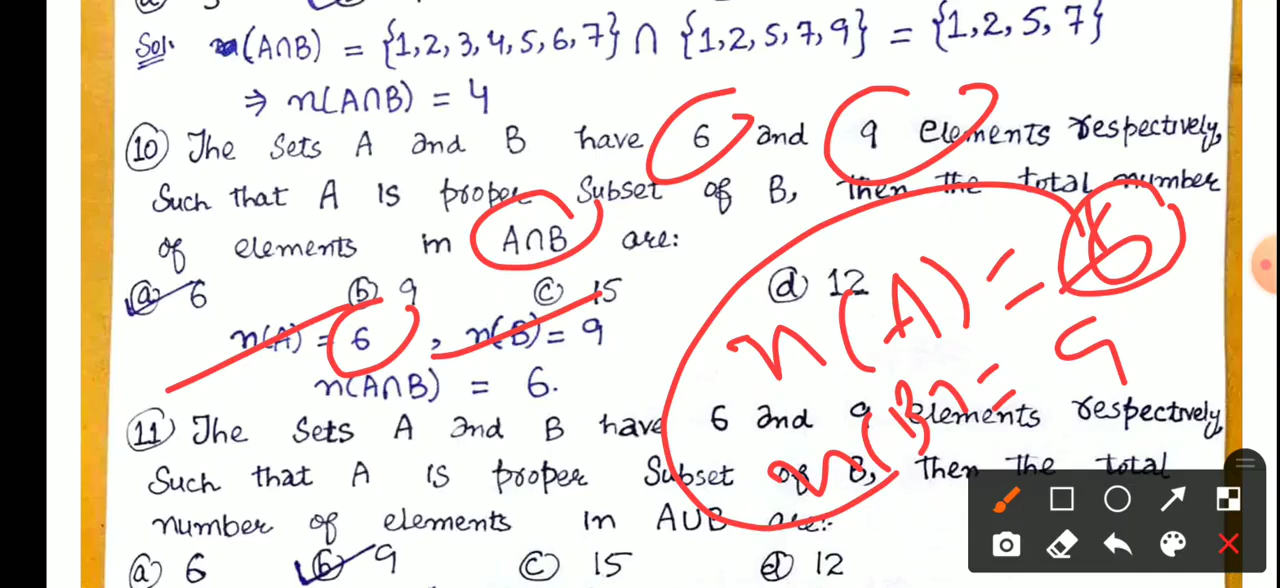 Sol. n(A∩B) = {1,2,3,4,5,6,7} ∩ {1,2,5,7,9} = {1,2,5,7}
⇒ n(A∩B) = 4
(10) The Sets A and B have 6 and 9 elements respectively,
Such that A is proper Subset of B, then the total number
of elements in A∩B are:
(a) 6 (b) 9 (c) 15 (d) 12
n(A) = 6, n(B) = 9
n(A∩B) = 6.
n(A) = 6
n(B) = 9
(11) The Sets A and B have 6 and 9 elements respectively
Such that A is proper Subset of B, Then the total
number of elements in A∪B are:-
(a) 6 (b) 9 (c) 15 (d) 12